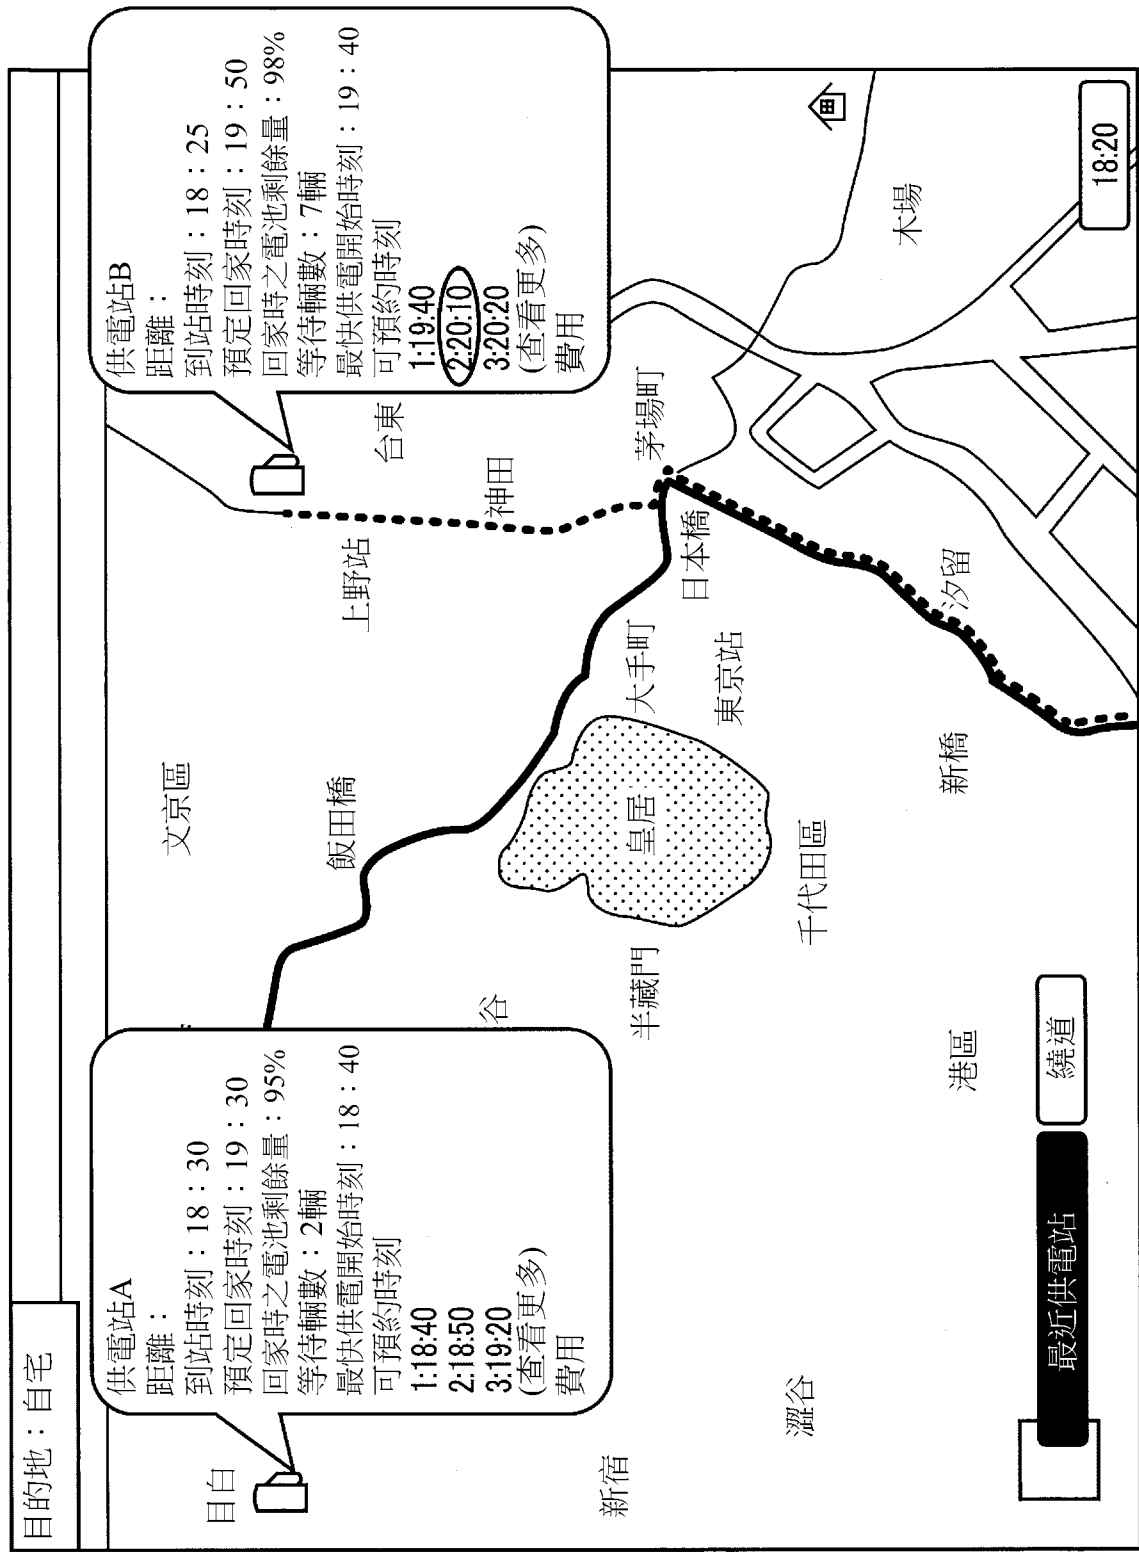 目的地：自宅
供電站A
距離：
到站時刻：18：30
預定回家時刻：19：30
回家時之電池剩餘量：95%
等待輛數：2輛
最快供電開始時刻：18：40
可預約時刻
1:18:40
2:18:50
3:19:20
(查看更多)
費用
供電站B
距離：
到站時刻：18：25
預定回家時刻：19：50
回家時之電池剩餘量：98%
等待輛數：7輛
最快供電開始時刻：19：40
可預約時刻
1:19:40
2:20:10
3:20:20
(查看更多)
費用
目白
文京區
飯田橋
上野站
台東
神田
谷
新宿
半藏門
皇居
大手町
日本橋
茅場町
東京站
千代田區
澀谷
港區
新橋
汐留
木場
最近供電站
繞道
18:20